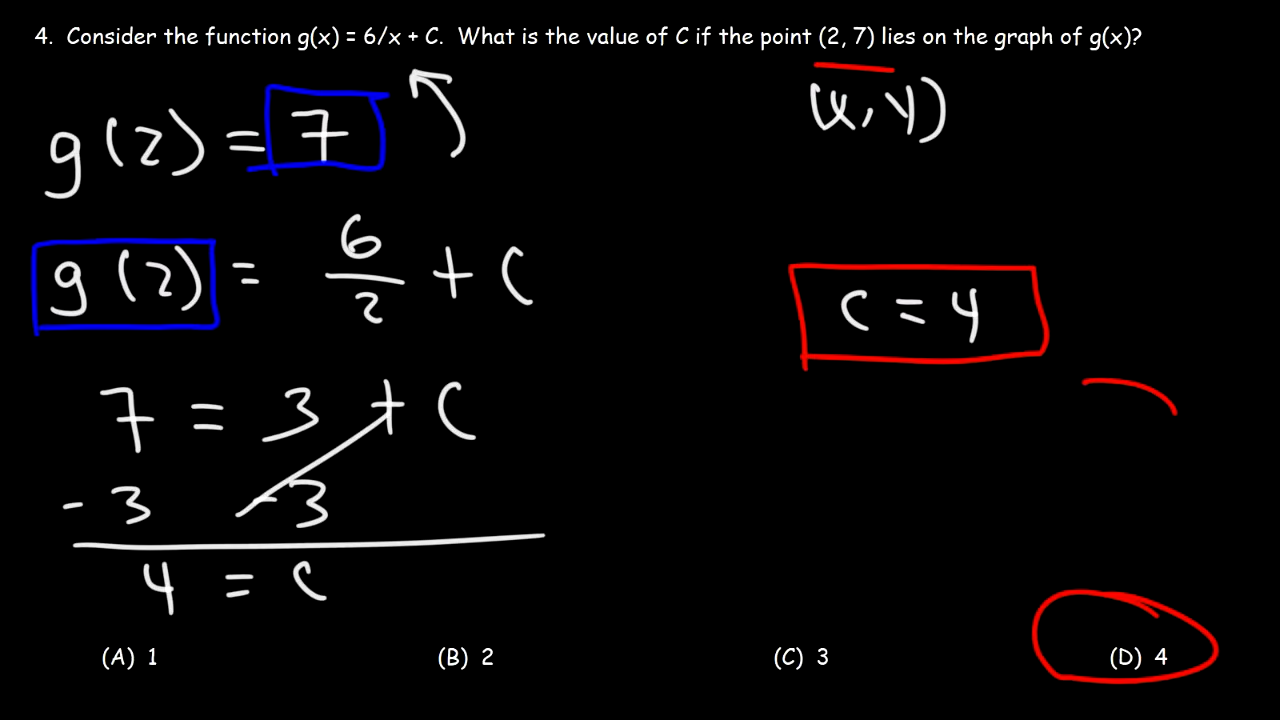 4. Consider the function g(x) = 6/x + C. What is the value of C if the point (2, 7) lies on the graph of g(x)?
(x, y)
g(2) = 7
g(2) = 6/2 + C
C = 4
7 = 3 + C
- 3 - 3
4 = C
(A) 1 (B) 2 (C) 3 (D) 4